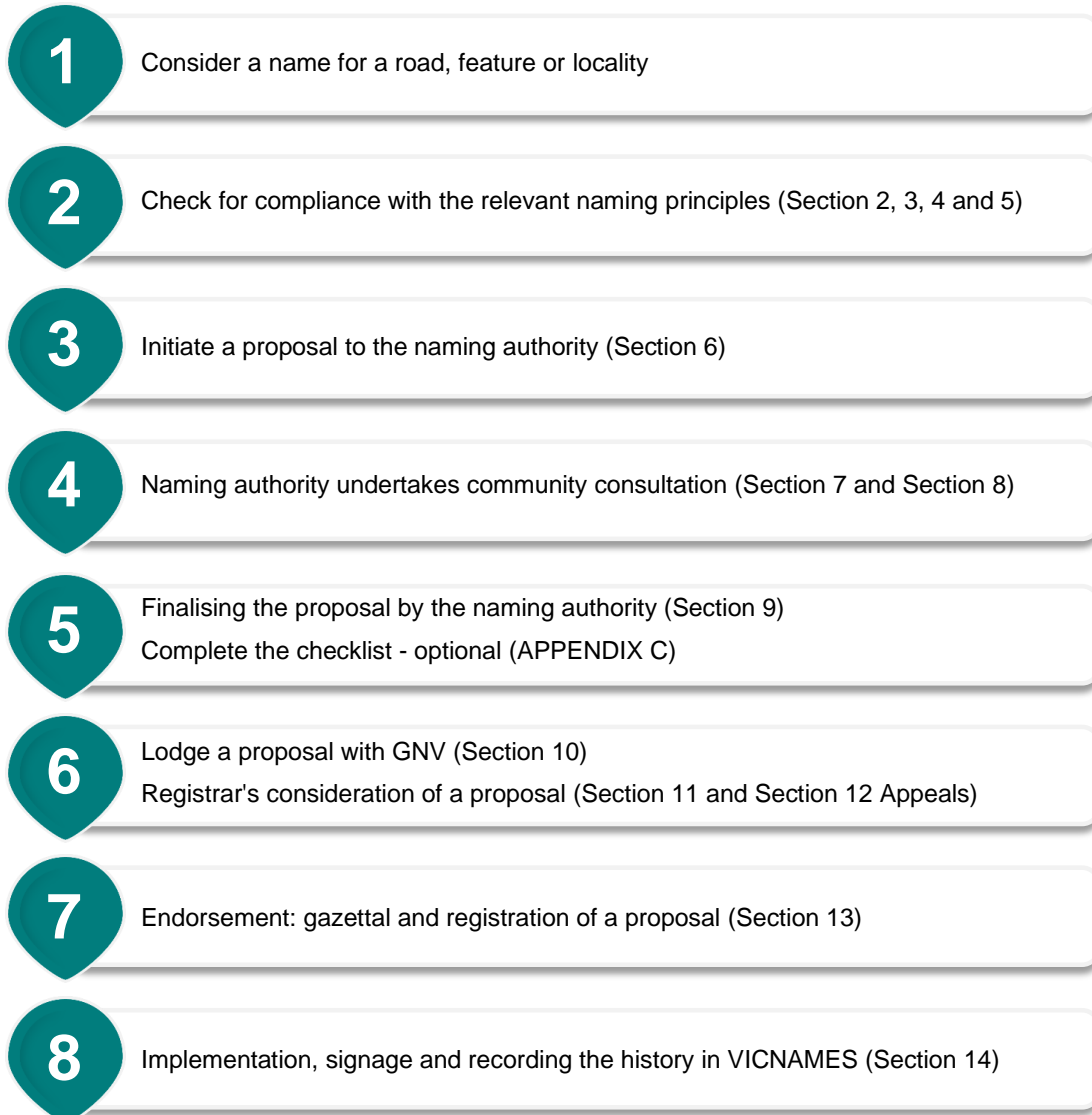 1
Consider a name for a road, feature or locality
2
Check for compliance with the relevant naming principles (Section 2, 3, 4 and 5)
3
Initiate a proposal to the naming authority (Section 6)
4
Naming authority undertakes community consultation (Section 7 and Section 8)
5
Finalising the proposal by the naming authority (Section 9)
Complete the checklist - optional (APPENDIX C)
6
Lodge a proposal with GNV (Section 10)
Registrar's consideration of a proposal (Section 11 and Section 12 Appeals)
7
Endorsement: gazettal and registration of a proposal (Section 13)
8
Implementation, signage and recording the history in VICNAMES (Section 14)